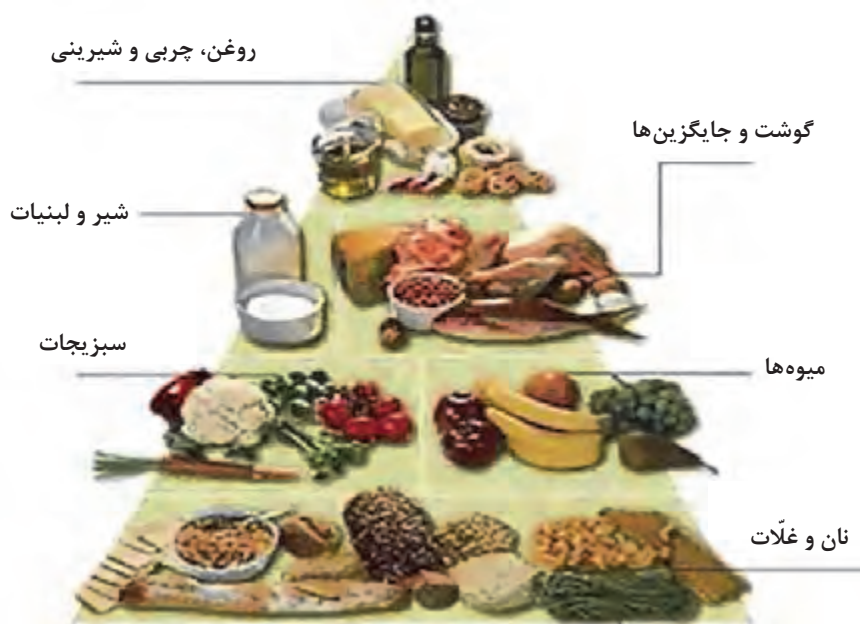 روغن، چربی و شیرینی
گوشت و جایگزین‌ها
شیر و لبنیات
سبزیجات
میوه‌ها
نان و غلّات